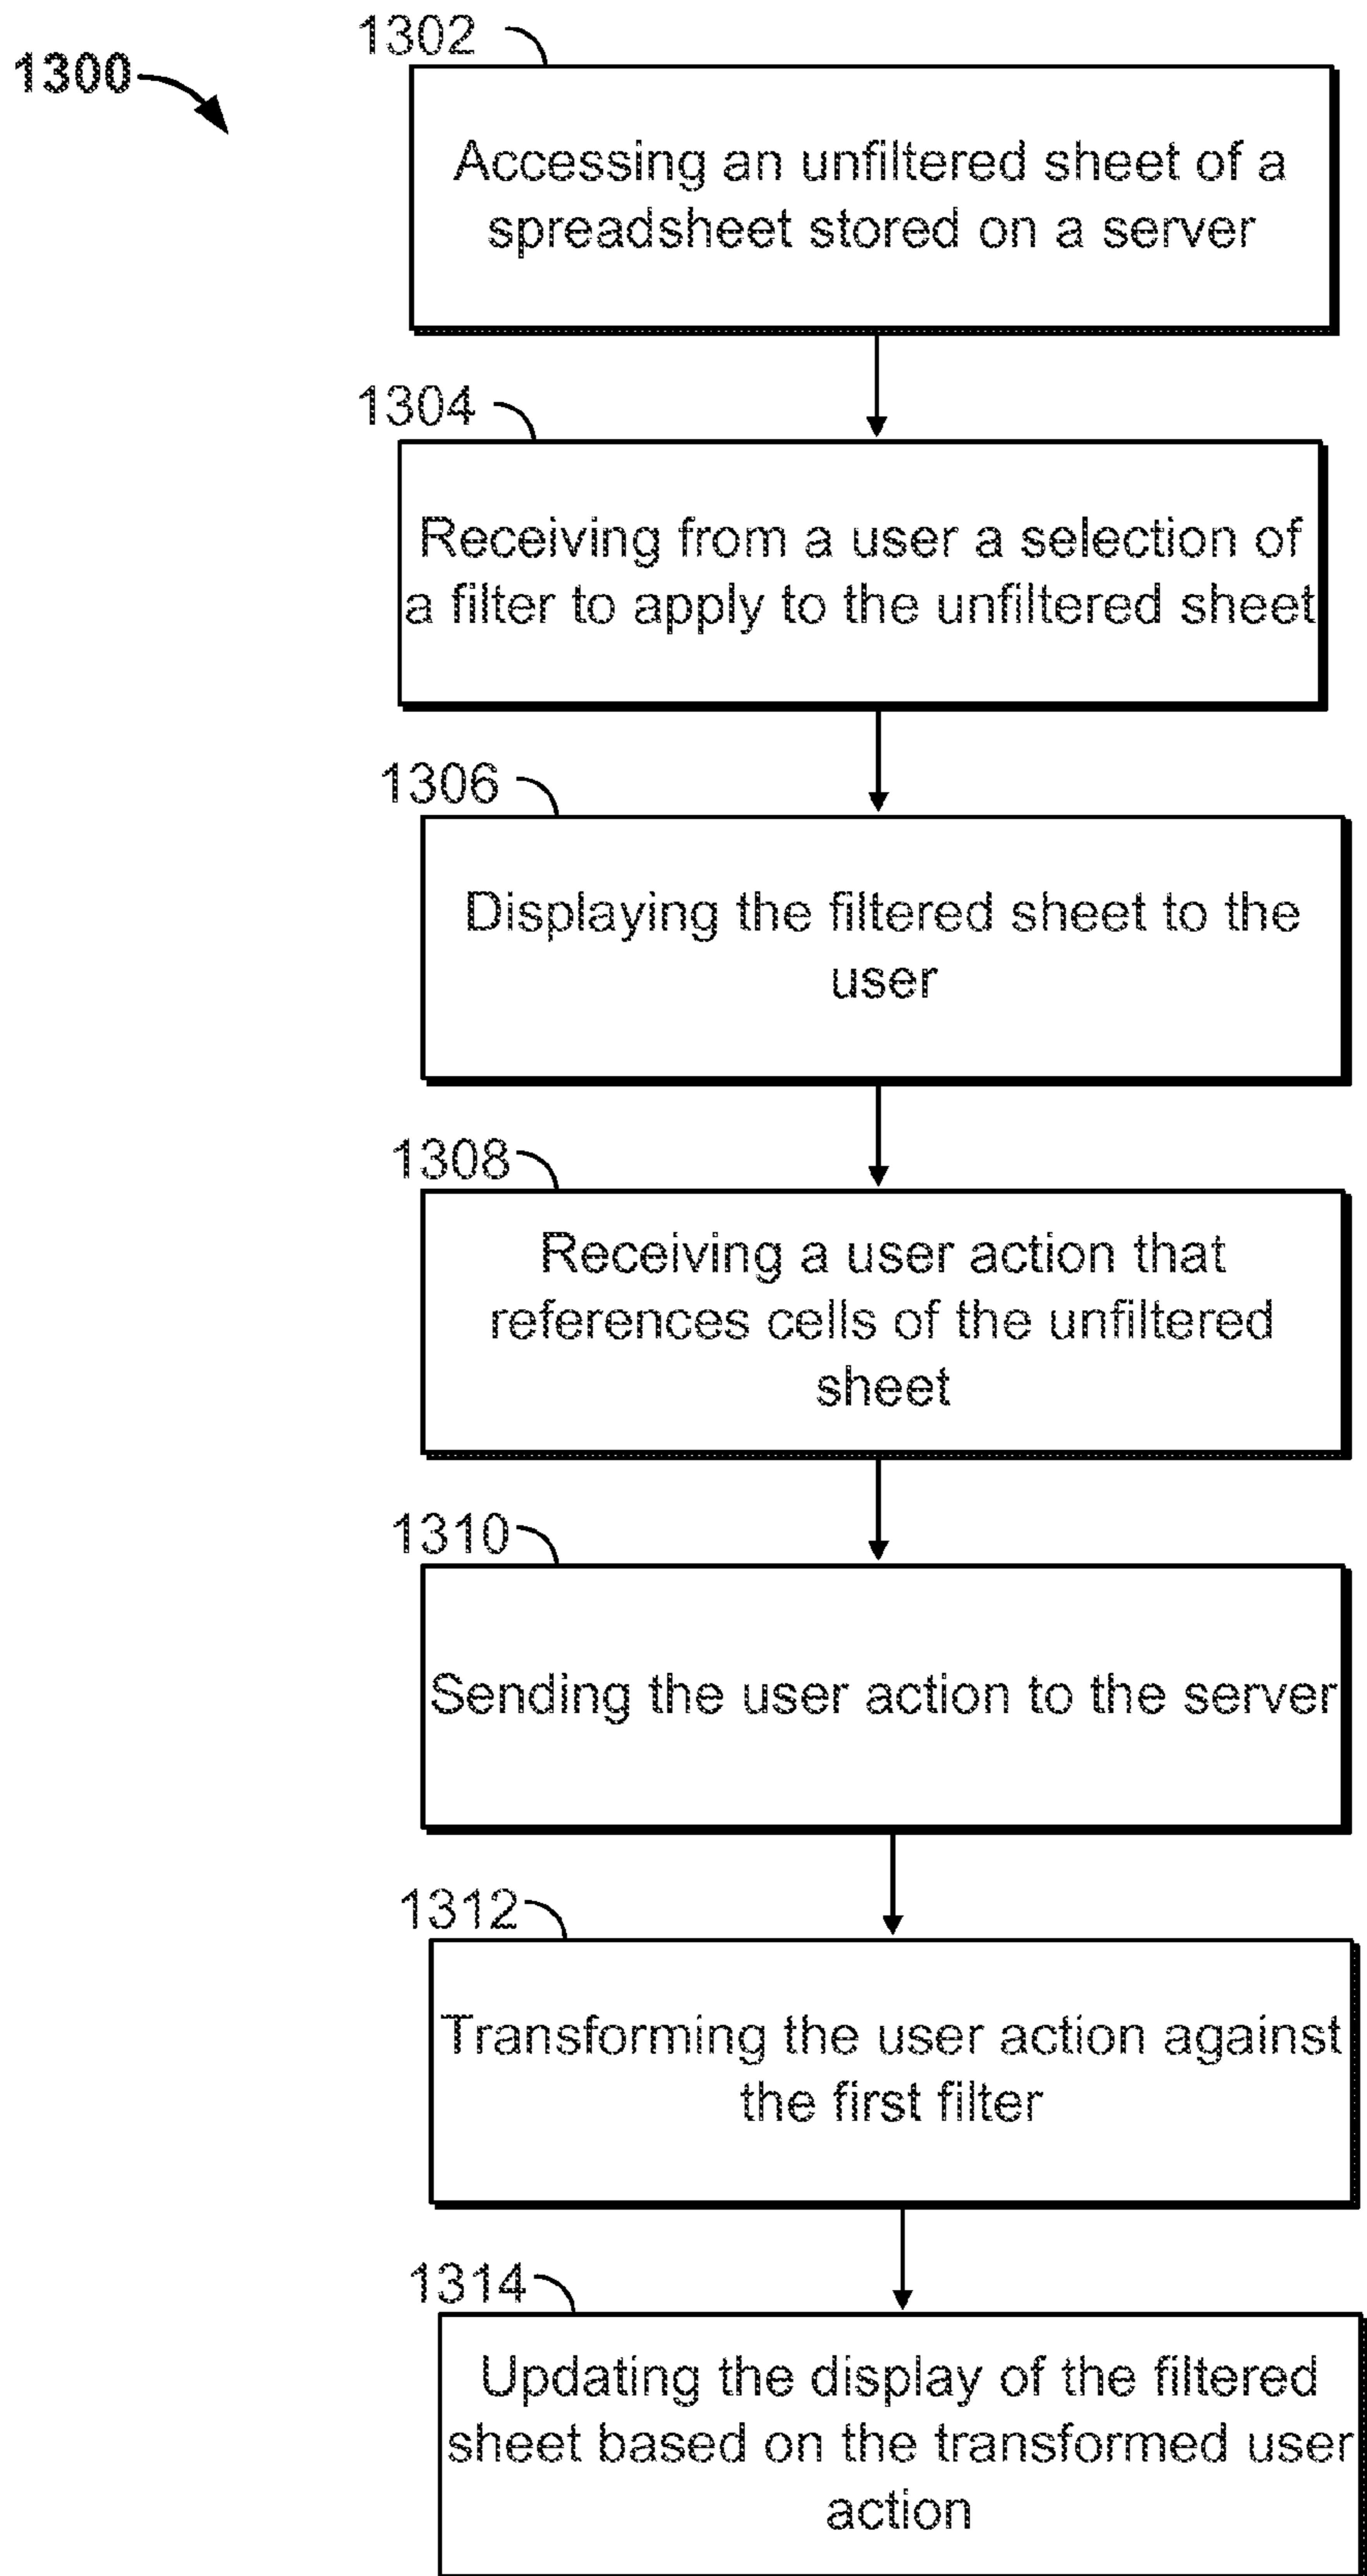 1300
1302
Accessing an unfiltered sheet of a
spreadsheet stored on a server
1304
Receiving from a user a selection of
a filter to apply to the unfiltered sheet
1306
Displaying the filtered sheet to the
user
1308
Receiving a user action that
references cells of the unfiltered
sheet
1310
Sending the user action to the server
1312
Transforming the user action against
the first filter
1314
Updating the display of the filtered
sheet based on the transformed user
action